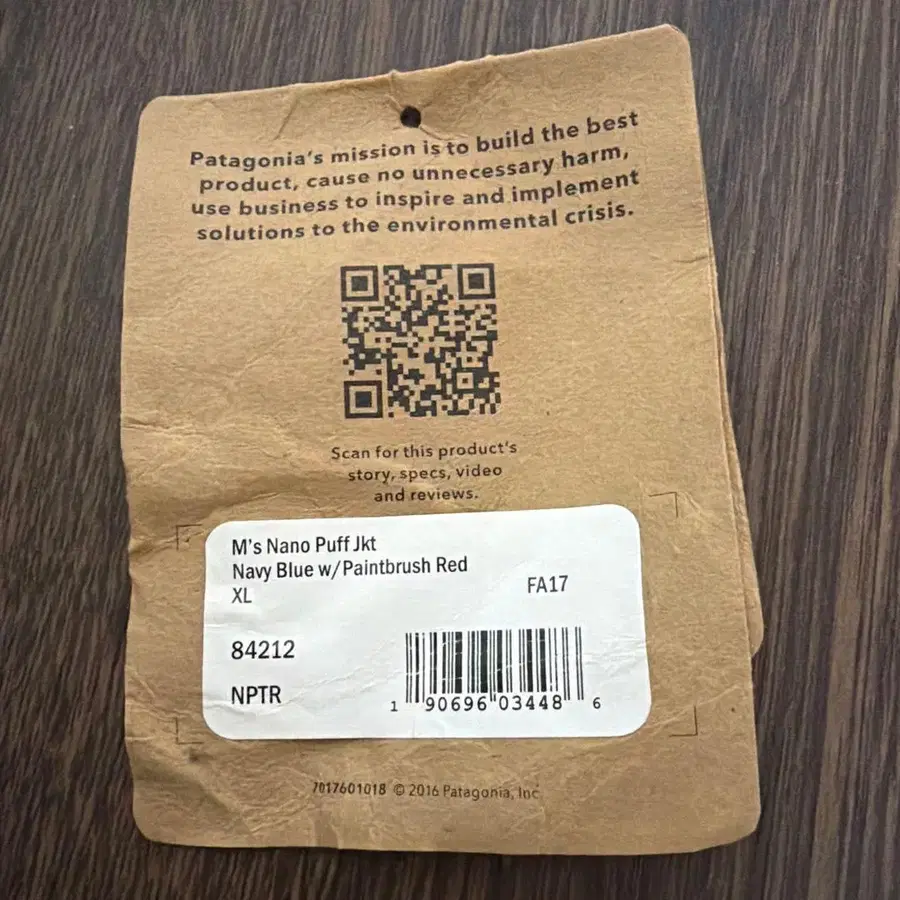 Patagonia's mission is to build the best
product, cause no unnecessary harm,
use business to inspire and implement
solutions to the environmental crisis.
Scan for this product's
story, specs, video
and reviews.
M's Nano Puff Jkt
Navy Blue w/Paintbrush Red
XL
FA17
84212
NPTR
1 90696 03448 6
7017601018 © 2016 Patagonia, Inc